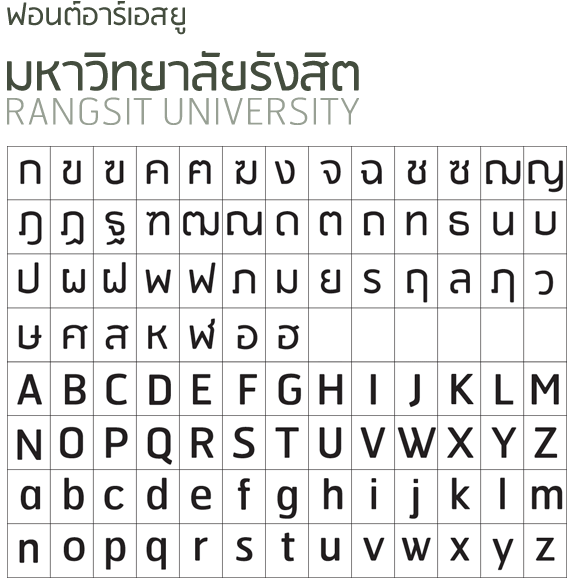 ฟอนต์อาร์เอสยู
มหาวิทยาลัยรังสิต
RANGSIT UNIVERSITY
ก ข ฃ ค ฅ ฆ ง จ ฉ ช ซ ฌ ญ
ฎ ฏ ฐ ฑ ฒ ณ ด ต ถ ท ธ น บ
ป ผ ฝ พ ฟ ภ ม ย ร ฤ ล ฦ ว
ษ ศ ส ห ฬ อ ฮ
A B C D E F G H I J K L M
N O P Q R S T U V W X Y Z
a b c d e f g h i j k l m
n o p q r s t u v w x y z